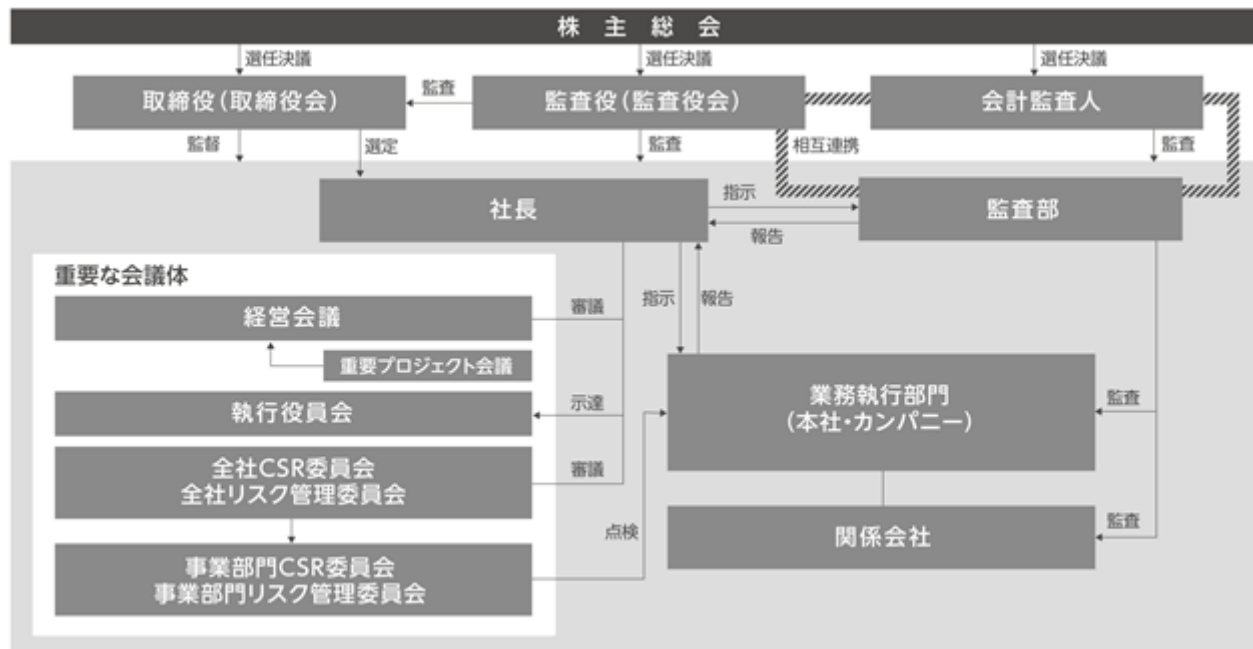 株主総会
選任決議
選任決議
選任決議
取締役(取締役会)
監査
監査役(監査役会)
会計監査人
監督
選定
監査
相互連携
監査
社長
指示
報告
監査部
重要な会議体
経営会議
審議
指示
報告
重要プロジェクト会議
執行役員会
示達
業務執行部門
(本社・カンパニー)
監査
全社CSR委員会
全社リスク管理委員会
審議
点検
関係会社
監査
事業部門CSR委員会
事業部門リスク管理委員会